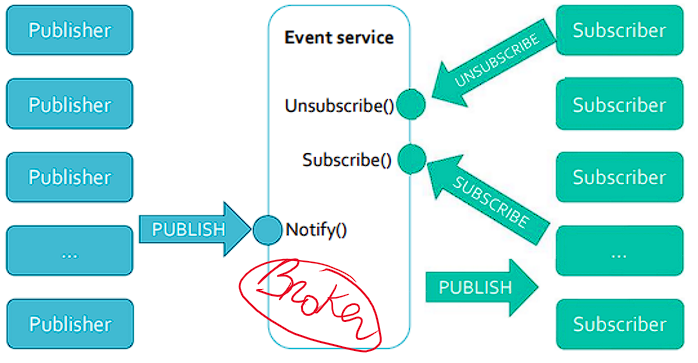 Publisher
Publisher
Publisher
...
Publisher
PUBLISH
Event service
Unsubscribe()
Subscribe()
Notify()
Broker
UNSUBSCRIBE
SUBSCRIBE
PUBLISH
Subscriber
Subscriber
Subscriber
...
Subscriber